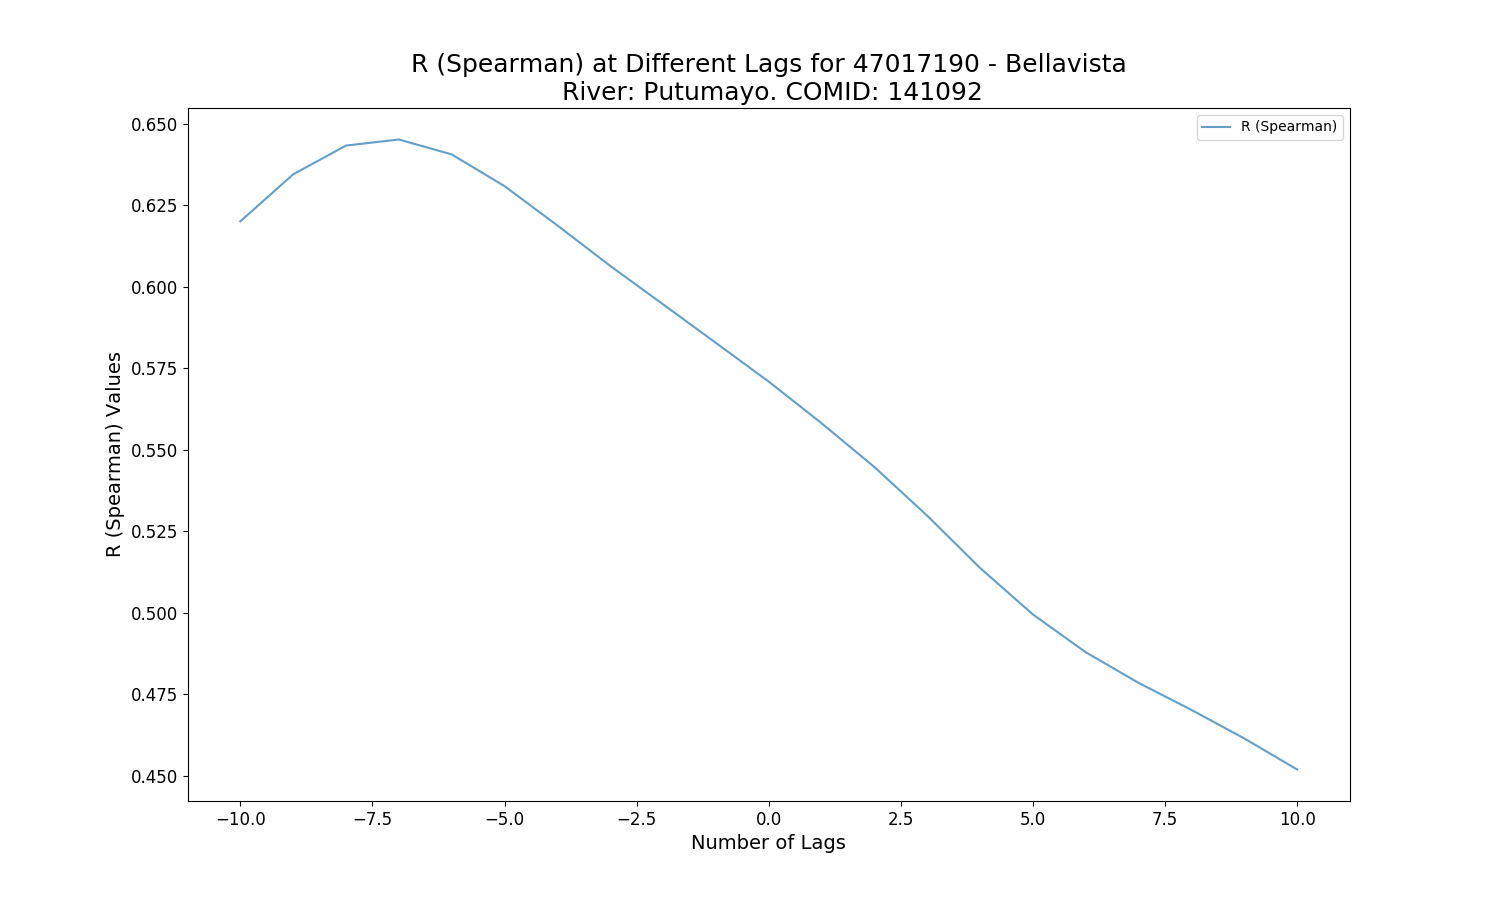 R (Spearman) at Different Lags for 47017190 - Bellavista
River: Putumayo. COMID: 141092
R (Spearman)
R (Spearman) Values
0.650
0.625
0.600
0.575
0.550
0.525
0.500
0.475
0.450
−10.0 −7.5 −5.0 −2.5 0.0 2.5 5.0 7.5 10.0
Number of Lags